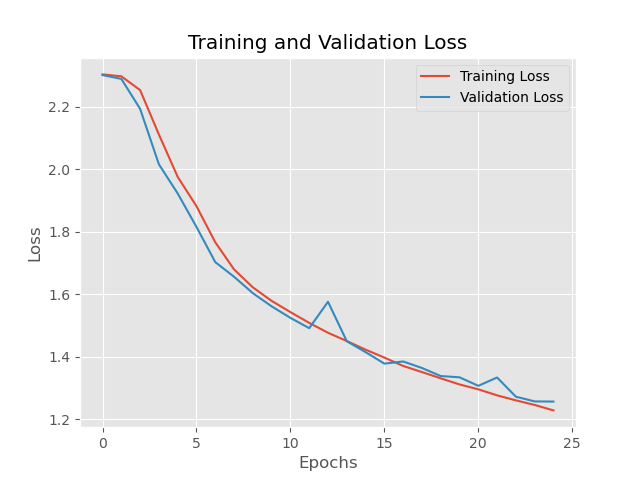 Training and Validation Loss
Training Loss
Validation Loss
2.2
2.0
1.8
1.6
1.4
1.2
Loss
0 5 10 15 20 25
Epochs